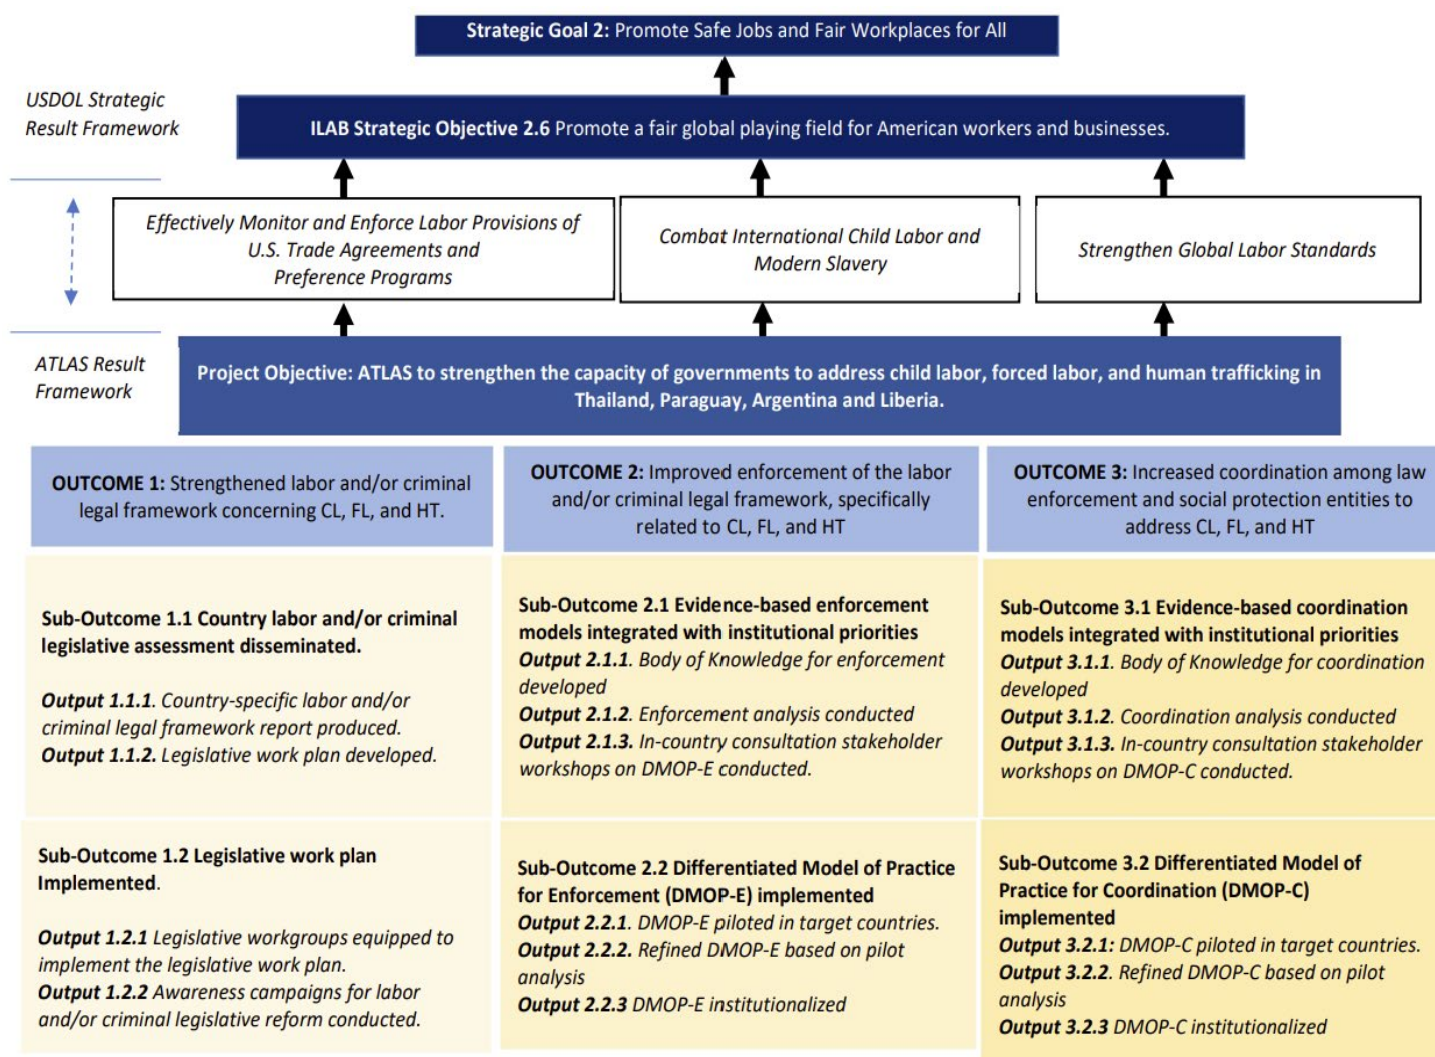 Strategic Goal 2: Promote Safe Jobs and Fair Workplaces for All
USDOL Strategic
Result Framework
ILAB Strategic Objective 2.6 Promote a fair global playing field for American workers and businesses.
Effectively Monitor and Enforce Labor Provisions of
U.S. Trade Agreements and
Preference Programs
Combat International Child Labor and
Modern Slavery
Strengthen Global Labor Standards
ATLAS Result
Framework
Project Objective: ATLAS to strengthen the capacity of governments to address child labor, forced labor, and human trafficking in
Thailand, Paraguay, Argentina and Liberia.
OUTCOME 1: Strengthened labor and/or criminal
legal framework concerning CL, FL, and HT.
OUTCOME 2: Improved enforcement of the labor
and/or criminal legal framework, specifically
related to CL, FL, and HT
OUTCOME 3: Increased coordination among law
enforcement and social protection entities to
address CL, FL, and HT
Sub-Outcome 1.1 Country labor and/or criminal
legislative assessment disseminated.
Output 1.1.1. Country-specific labor and/or
criminal legal framework report produced.
Output 1.1.2. Legislative work plan developed.
Sub-Outcome 2.1 Evidence-based enforcement
models integrated with institutional priorities
Output 2.1.1. Body of Knowledge for enforcement
developed
Output 2.1.2. Enforcement analysis conducted
Output 2.1.3. In-country consultation stakeholder
workshops on DMOP-E conducted.
Sub-Outcome 3.1 Evidence-based coordination
models integrated with institutional priorities
Output 3.1.1. Body of Knowledge for coordination
developed
Output 3.1.2. Coordination analysis conducted
Output 3.1.3. In-country consultation stakeholder
workshops on DMOP-C conducted.
Sub-Outcome 1.2 Legislative work plan
Implemented.
Output 1.2.1 Legislative workgroups equipped to
implement the legislative work plan.
Output 1.2.2 Awareness campaigns for labor
and/or criminal legislative reform conducted.
Sub-Outcome 2.2 Differentiated Model of Practice
for Enforcement (DMOP-E) implemented
Output 2.2.1. DMOP-E piloted in target countries.
Output 2.2.2. Refined DMOP-E based on pilot
analysis
Output 2.2.3 DMOP-E institutionalized
Sub-Outcome 3.2 Differentiated Model of
Practice for Coordination (DMOP-C)
implemented
Output 3.2.1: DMOP-C piloted in target countries.
Output 3.2.2. Refined DMOP-C based on pilot
analysis
Output 3.2.3 DMOP-C institutionalized